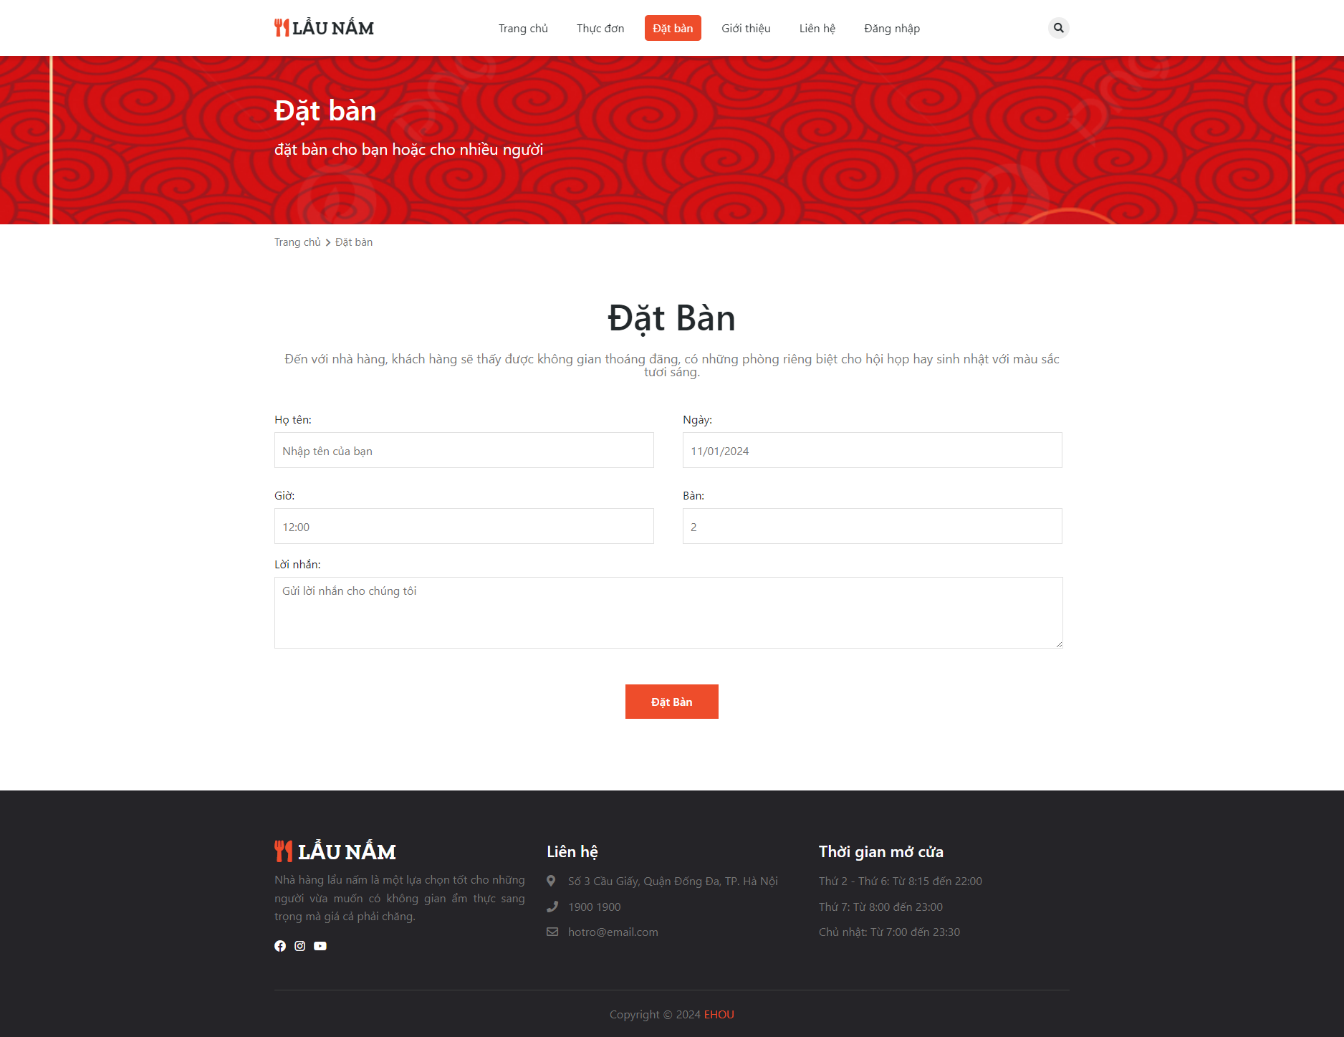 LẨU NẤM
Trang chủ Thực đơn Đặt bàn Giới thiệu Liên hệ Đăng nhập
png
png
Đặt bàn
đặt bàn cho bạn hoặc cho nhiều người
Trang chủ > Đặt bàn
Đặt Bàn
Đến với nhà hàng, khách hàng sẽ thấy được không gian thoáng đãng, có những phòng riêng biệt cho hội họp hay sinh nhật với màu sắc
tươi sáng.
Họ tên: Ngày:
Nhập tên của bạn 11/01/2024
Giờ: Bàn:
12:00 2
Lời nhắn:
Gửi lời nhắn cho chúng tôi
Đặt Bàn
LẨU NẤM
Nhà hàng lẩu nấm là một lựa chọn tốt cho những
người vừa muốn có không gian ẩm thực sang
trọng mà giá cả phải chăng.
Liên hệ
Số 3 Cầu Giấy, Quận Đống Đa, TP. Hà Nội
1900 1900
hotro@email.com
Thời gian mở cửa
Thứ 2 - Thứ 6: Từ 8:15 đến 22:00
Thứ 7: Từ 8:00 đến 23:00
Chủ nhật: Từ 7:00 đến 23:30
Copyright © 2024 EHOU